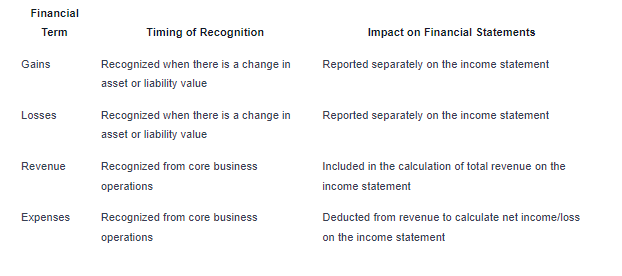 Financial
Term Timing of Recognition Impact on Financial Statements
Gains Recognized when there is a change in Reported separately on the income statement
asset or liability value
Losses Recognized when there is a change in Reported separately on the income statement
asset or liability value
Revenue Recognized from core business Included in the calculation of total revenue on the
operations income statement
Expenses Recognized from core business Deducted from revenue to calculate net income/loss
operations on the income statement